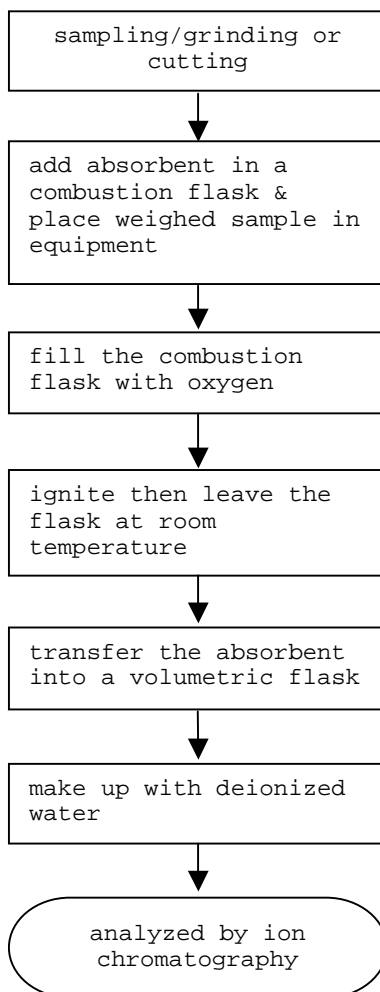 sampling/grinding or
cutting
add absorbent in a
combustion flask &
place weighed sample in
equipment
fill the combustion
flask with oxygen
ignite then leave the
flask at room
temperature
transfer the absorbent
into a volumetric flask
make up with deionized
water
analyzed by ion
chromatography